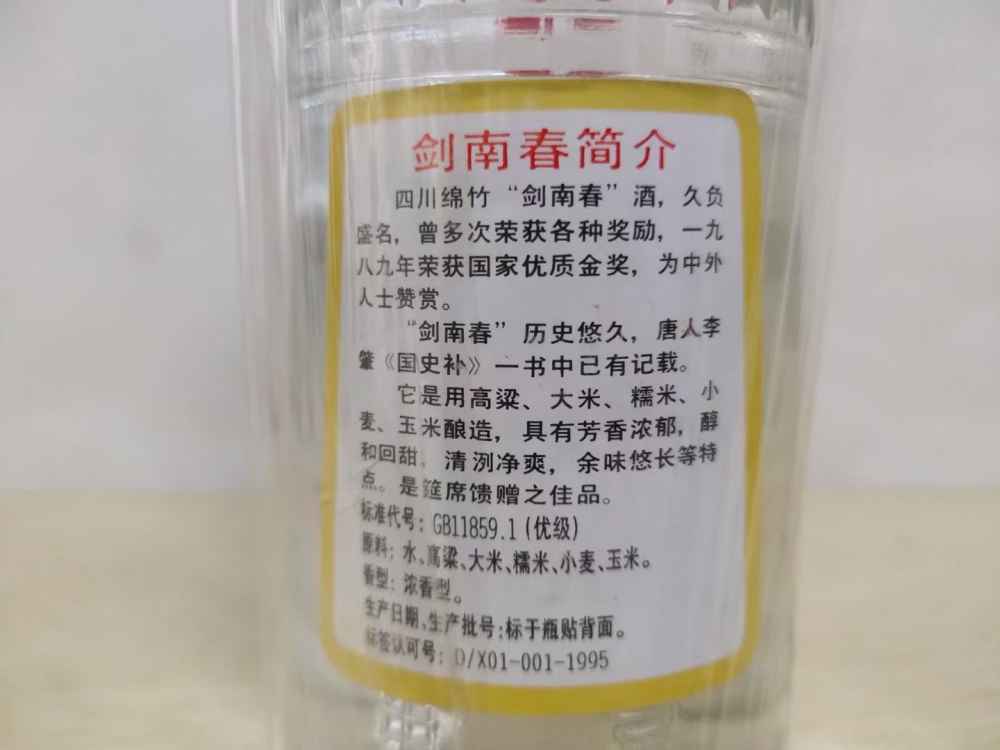 剑南春简介
四川绵竹“剑南春”酒，久负
盛名，曾多次荣获各种奖励，一九
八九年荣获国家优质金奖，为中外
人士赞赏。
“剑南春”历史悠久，唐人李
肇《国史补》一书中已有记载。
它是用高粱、大米、糯米、小
麦、玉米酿造，具有芳香浓郁，醇
和回甜，清洌净爽，余味悠长等特
点。是筵席馈赠之佳品。
标准代号：GB11859.1(优级)
原料：水、高粱、大米、糯米、小麦、玉米。
香型：浓香型。
生产日期、生产批号：标于瓶贴背面。
标签认可号：D/X01-001-1995